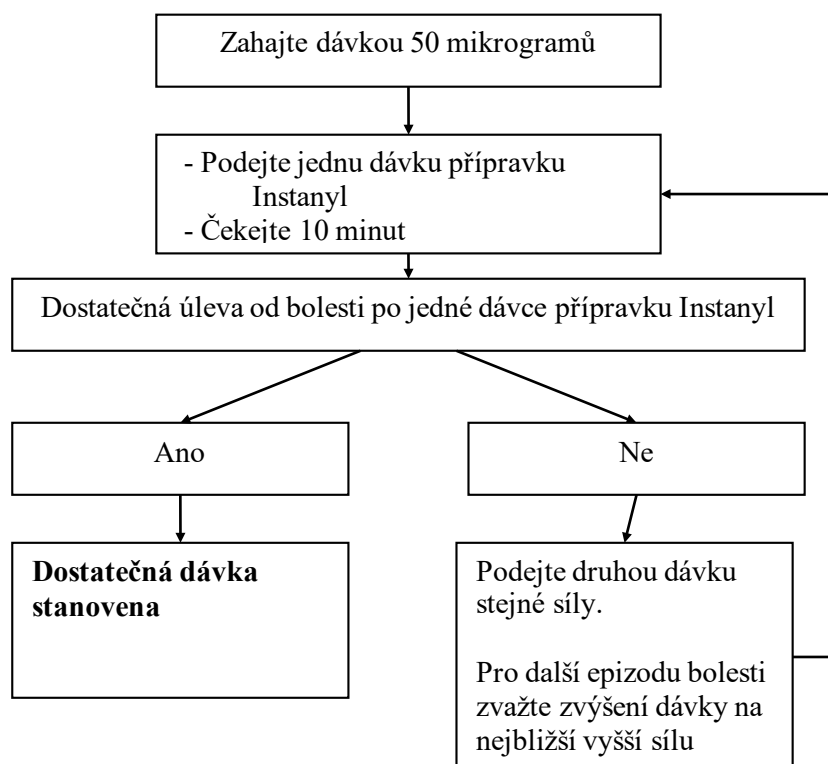 Zahajte dávkou 50 mikrogramů
- Podejte jednu dávku přípravku
Instanyl
- Čekejte 10 minut
Dostatečná úleva od bolesti po jedné dávce přípravku Instanyl
Ano
Ne
Dostatečná dávka
stanovena
Podejte druhou dávku
stejné síly.
Pro další epizodu bolesti
zvažte zvýšení dávky na
nejbližší vyšší sílu